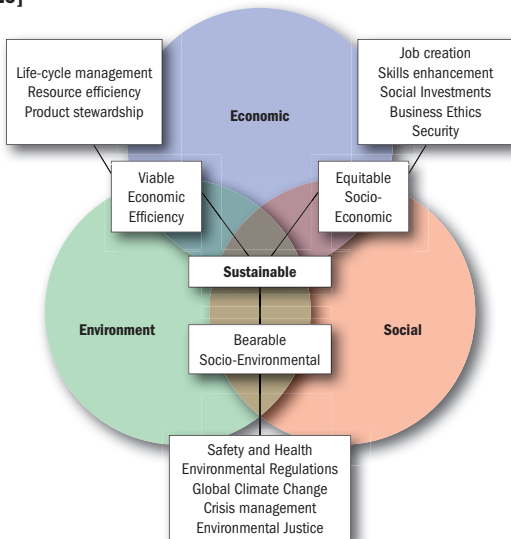 Life-cycle management
Resource efficiency
Product stewardship
Job creation
Skills enhancement
Social Investments
Business Ethics
Security
Economic
Viable
Economic
Efficiency
Equitable
Socio-
Economic
Sustainable
Environment
Social
Bearable
Socio-Environmental
Safety and Health
Environmental Regulations
Global Climate Change
Crisis management
Environmental Justice